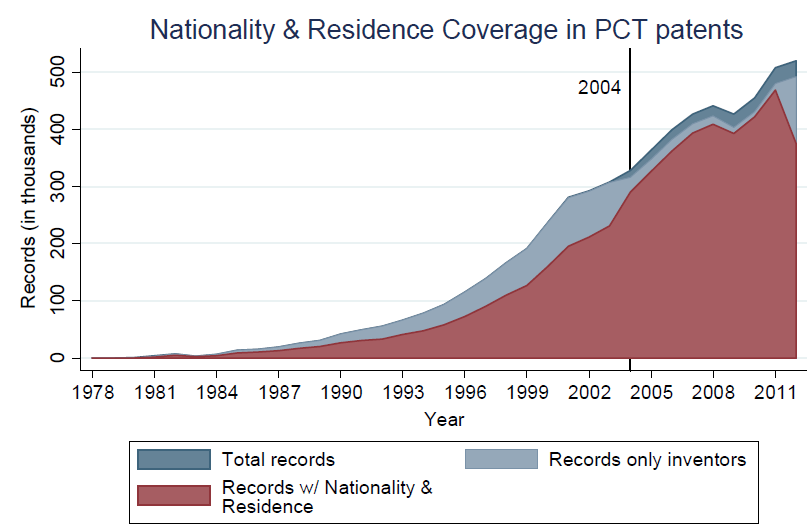 Nationality & Residence Coverage in PCT patents
2004
500
400
300
200
100
0
Records (in thousands)
1978 1981 1984 1987 1990 1993 1996 1999 2002 2005 2008 2011
Year
Total records
Records only inventors
Records w/ Nationality &
Residence